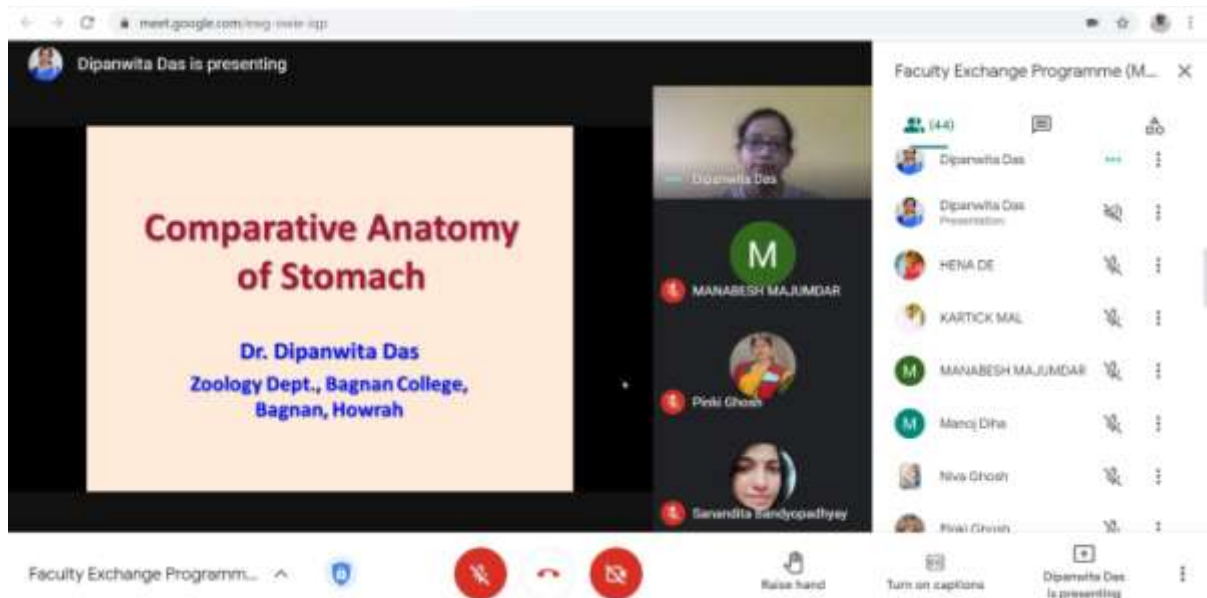 meet.google.com/
Dipanwita Das is presenting
Comparative Anatomy
of Stomach
Dr. Dipanwita Das
Zoology Dept., Bagnan College,
Bagnan, Howrah
Dipanwita Das
M
MANABESH MAJUMDAR
Pinki Ghosh
Sanandita Bandyopadhyay
Faculty Exchange Programme (M...
(44)
Dipanwita Das
Dipanwita Das
Presentation
HENA DE
KARTICK MAL
M
MANABESH MAJUMDAR
M
Manoj Diha
Niva Ghosh
Pinki Ghosh
Faculty Exchange Programm...
Raise hand
Turn on captions
Dipanwita Das
is presenting